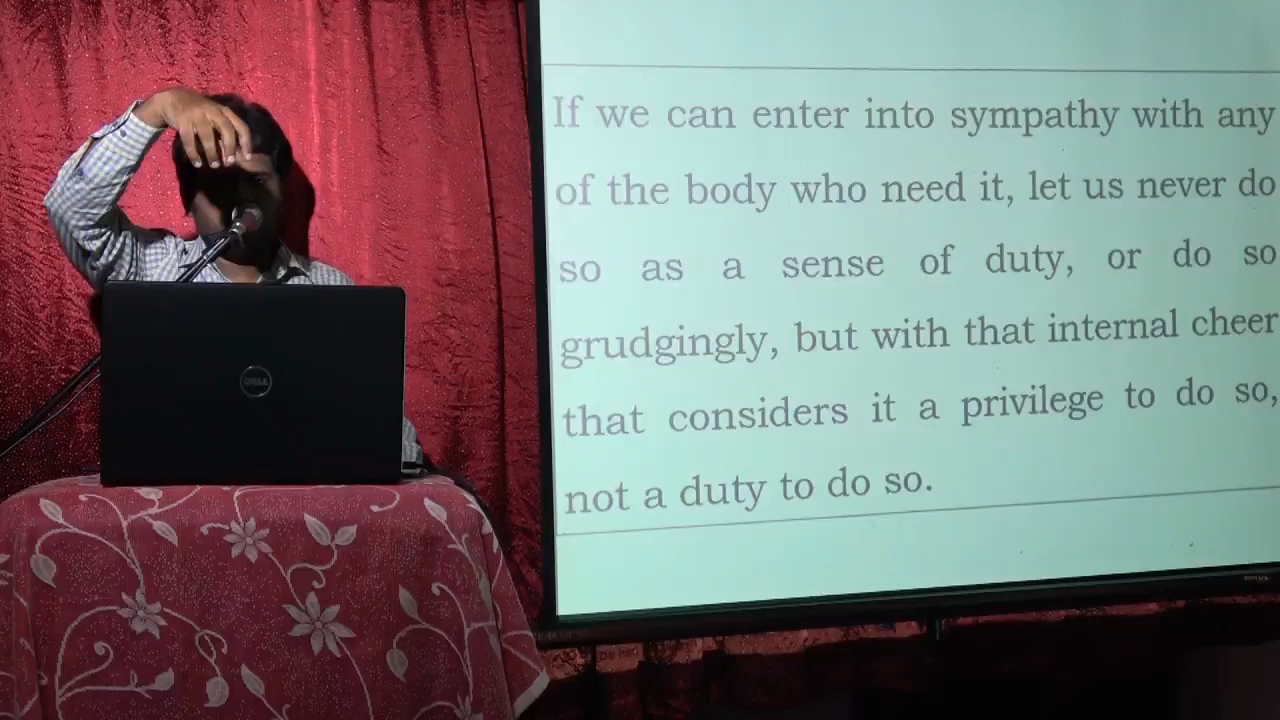 If we can enter into sympathy with any
of the body who need it, let us never do
so as a sense of duty, or do so
grudgingly, but with that internal cheer
that considers it a privilege to do so,
not a duty to do so.
DELL